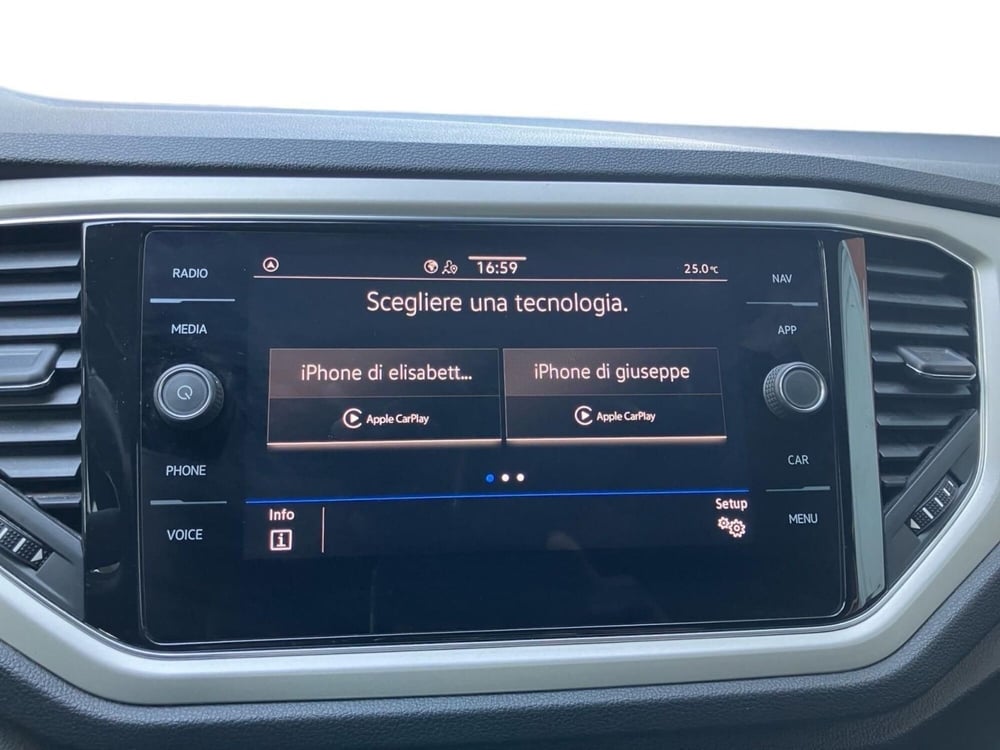 RADIO
MEDIA
PHONE
VOICE
16:59
25.0°C
Scegliere una tecnologia.
iPhone di elisabett...
Apple CarPlay
iPhone di giuseppe
Apple CarPlay
Info
i
Setup
NAV
APP
CAR
MENU